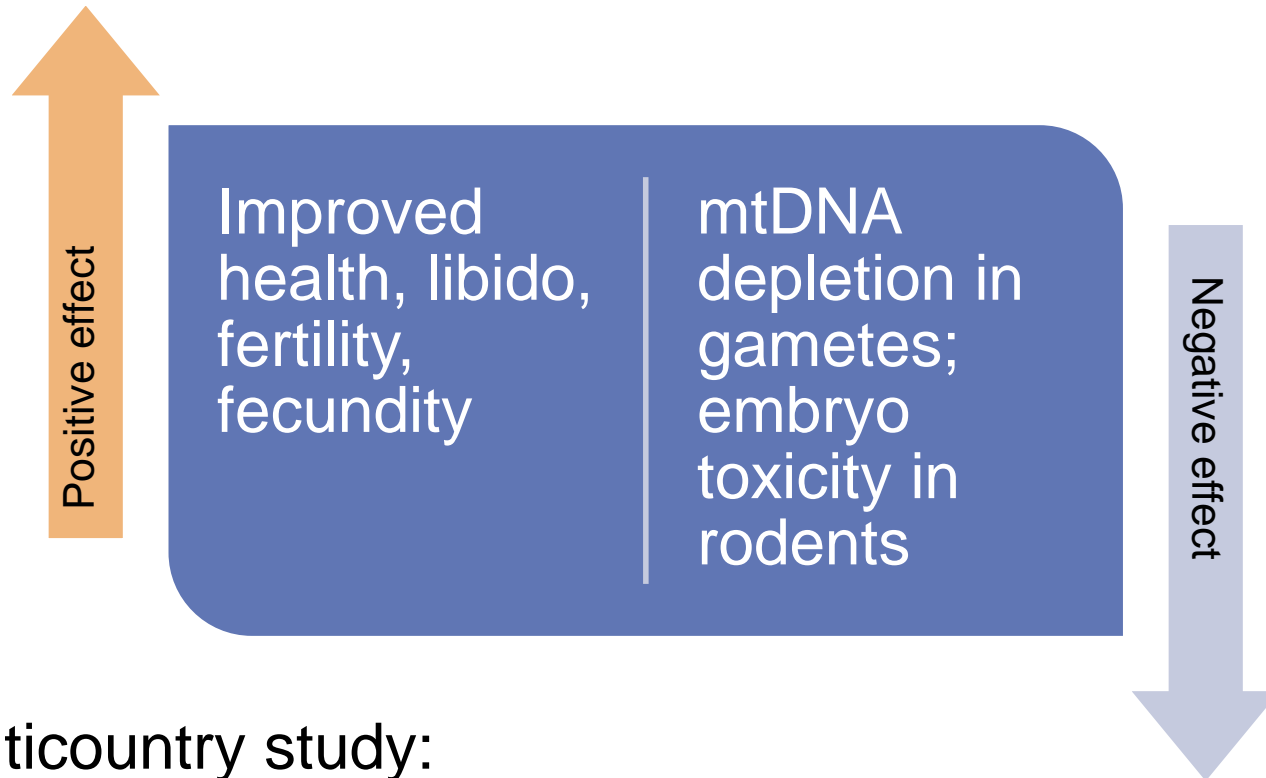 Positive effect
Improved
health, libido,
fertility,
fecundity
mtDNA
depletion in
gametes;
embryo
toxicity in
rodents
Negative effect
ticountry study: